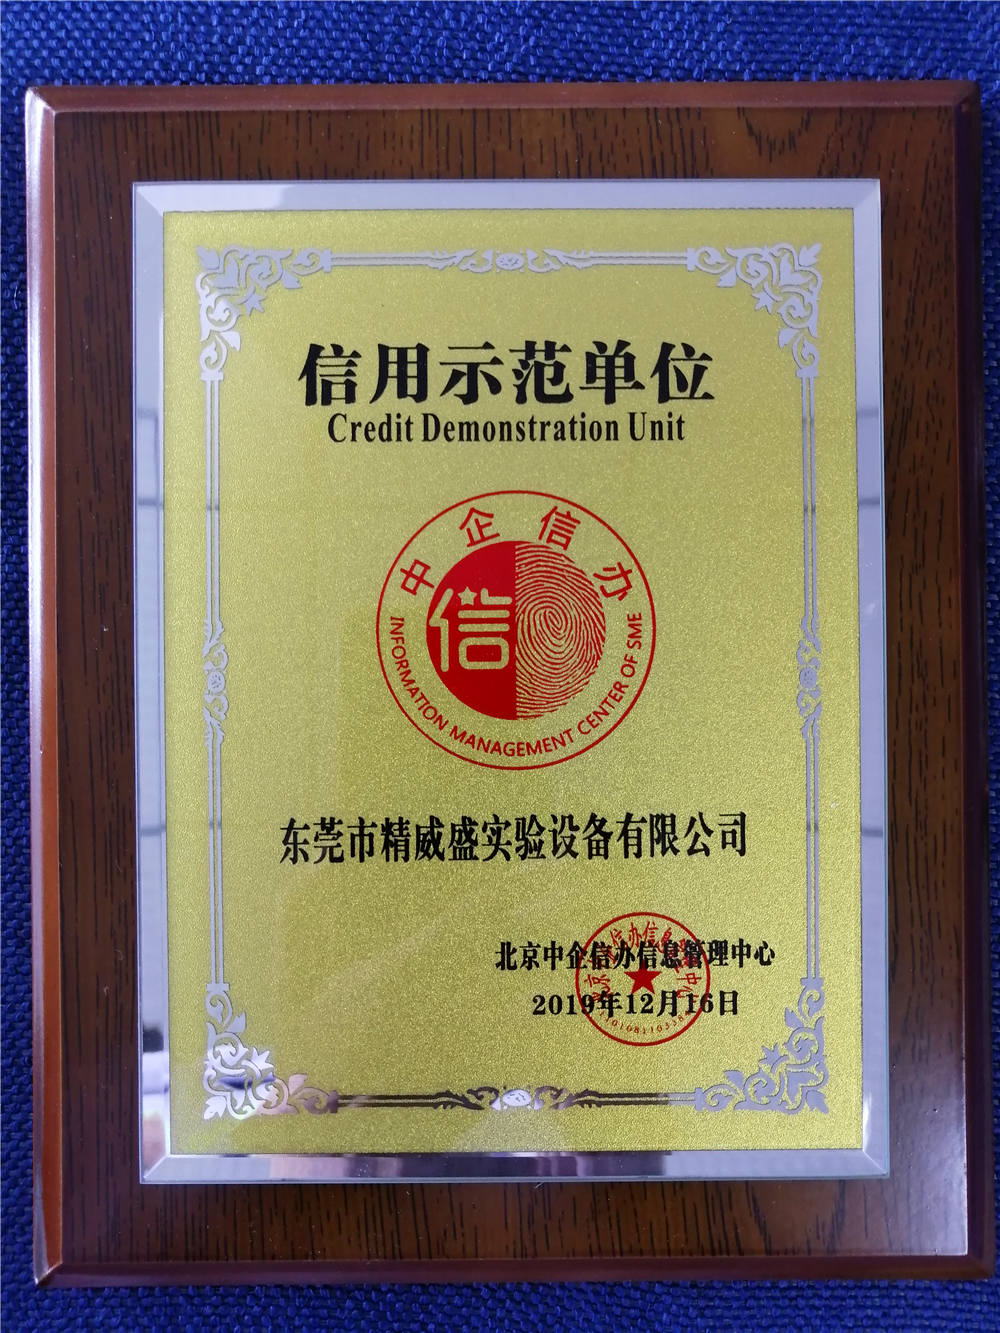 信用示范单位
Credit Demonstration Unit
中企信办
信
INFORMATION MANAGEMENT CENTER OF SME
东莞市精威盛实验设备有限公司
北京中企信办信息管理中心
2019年12月16日